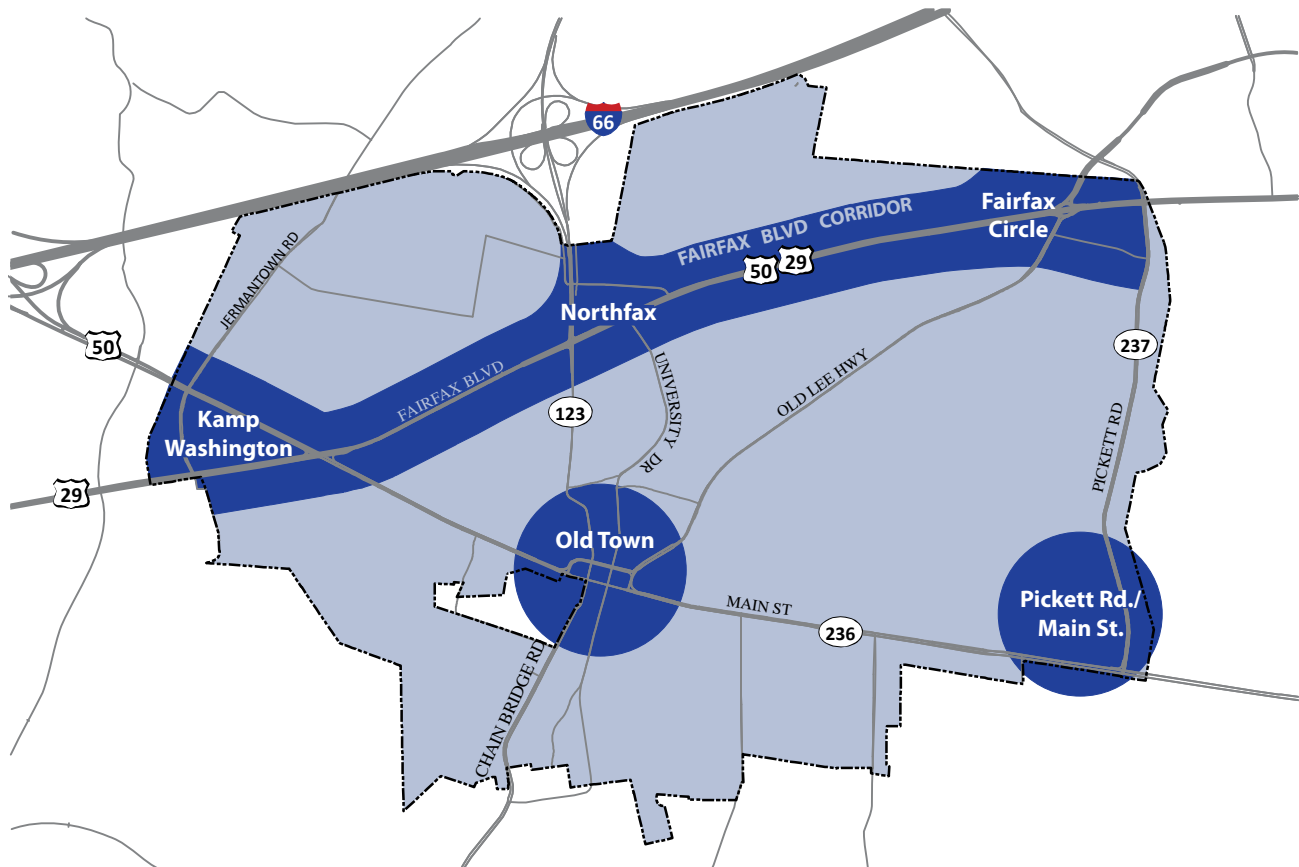 66
FAIRFAX BLVD CORRIDOR
Fairfax
Circle
50
29
JERMANTOWN RD
Northfax
50
237
FAIRFAX BLVD
UNIVERSITY DR
OLD LEE HWY
123
Kamp
Washington
PICKETT RD
29
Old Town
MAIN ST
236
Pickett Rd./
Main St.
CHAIN BRIDGE RD